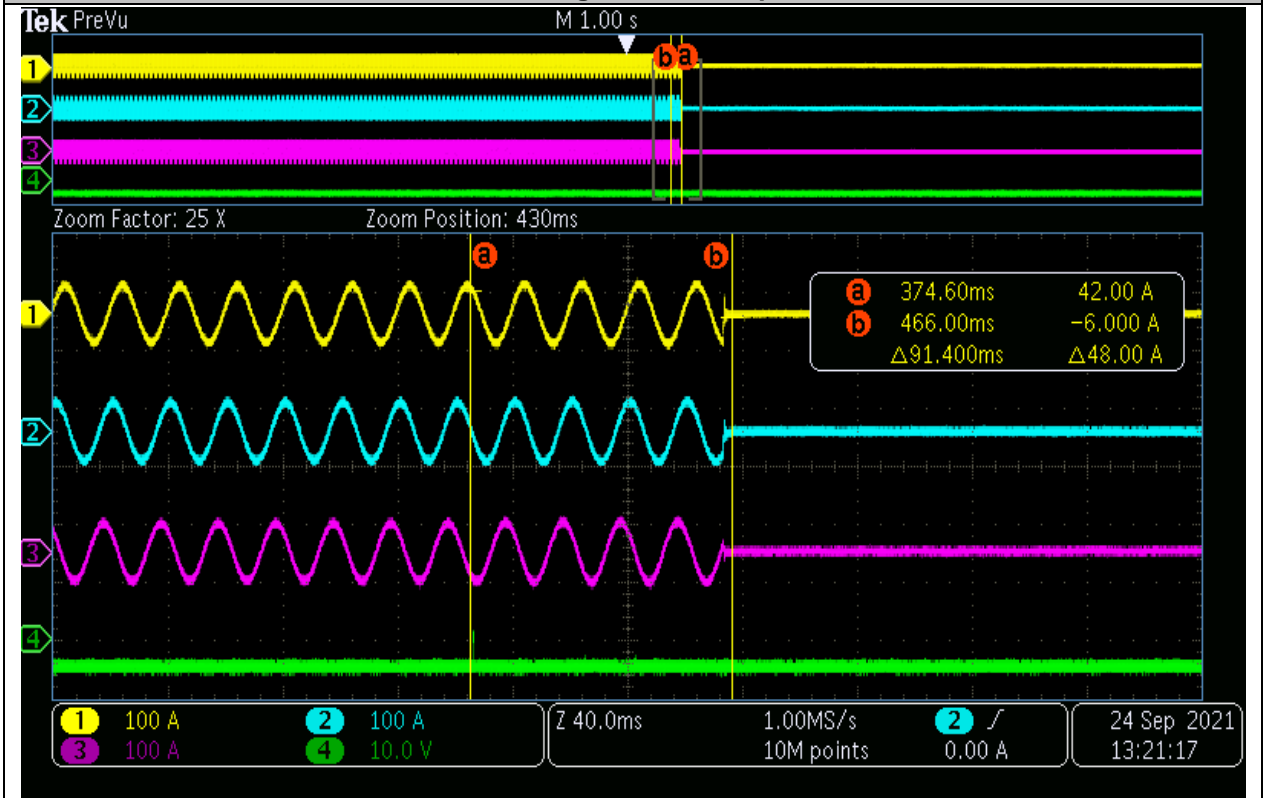 Tek PreVu M 1.00 s
b a
1
2
3
4
Zoom Factor: 25 X Zoom Position: 430ms
a b
1
a 374.60ms 42.00 A
b 466.00ms −6.000 A
△91.400ms △48.00 A
2
3
4
1 100 A 2 100 A Z 40.0ms 1.00MS/s 2 24 Sep 2021
3 100 A 4 10.0 V 10M points 0.00 A 13:21:17